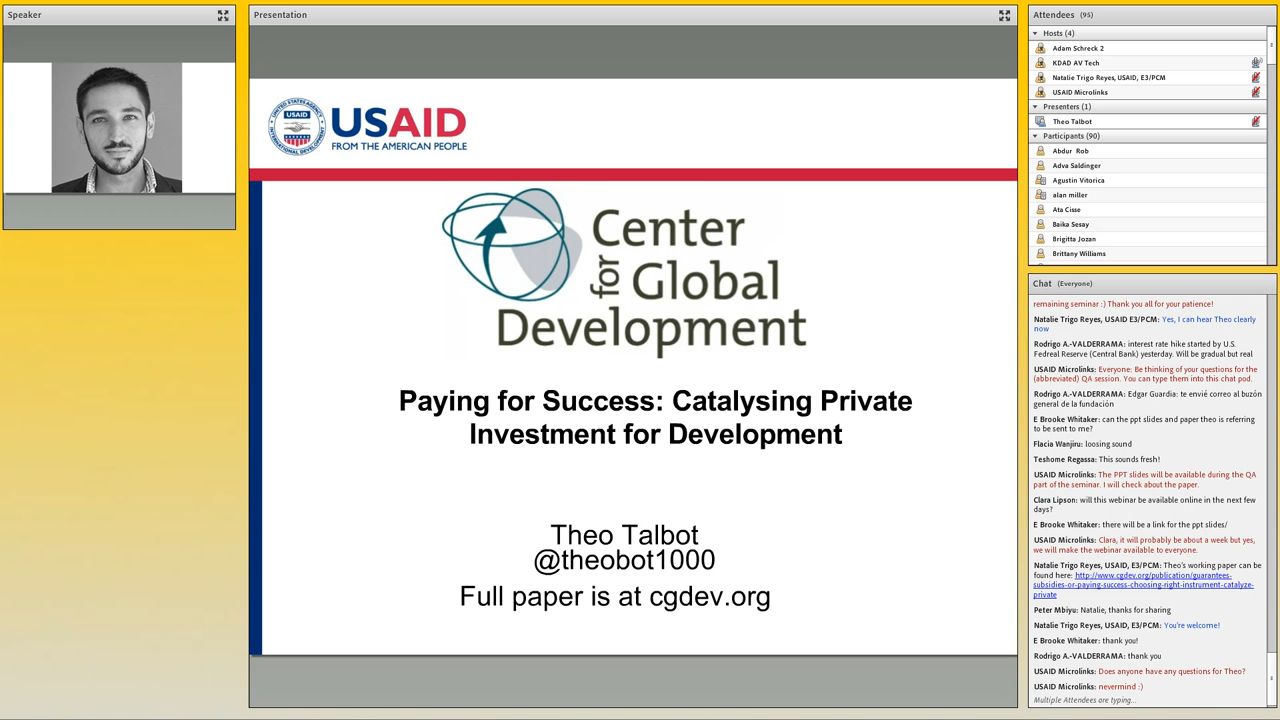 Speaker
Presentation
USAID
USAID
FROM THE AMERICAN PEOPLE
Center
for
Global
Development
Paying for Success: Catalysing Private
Investment for Development
Theo Talbot
@theobot1000
Full paper is at cgdev.org
Attendees (95)
Hosts (4)
Adam Schreck 2
KDAD AV Tech
Natalie Trigo Reyes, USAID, E3/PCM
USAID Microlinks
Presenters (1)
Theo Talbot
Participants (90)
Abdur Rob
Adva Saldinger
Agustin Vitorica
alan miller
Ata Cisse
Baika Sesay
Brigitta Jozan
Brittany Williams
Chat (Everyone)
remaining seminar :) Thank you all for your patience!
Natalie Trigo Reyes, USAID E3/PCM: Yes, I can hear Theo clearly
now
Rodrigo A.-VALDERRAMA: interest rate hike started by U.S.
Fedreal Reserve (Central Bank) yesterday. Will be gradual but real
USAID Microlinks: Everyone: Be thinking of your questions for the
(abbreviated) QA session. You can type them into this chat pod.
Rodrigo A.-VALDERRAMA: Edgar Guardia: te envié correo al buzón
general de la fundación
E Brooke Whitaker: can the ppt slides and paper theo is referring
to be sent to me?
Flacia Wanjiru: loosing sound
Teshome Regassa: This sounds fresh!
USAID Microlinks: The PPT slides will be available during the QA
part of the seminar. I will check about the paper.
Clara Lipson: will this webinar be available online in the next few
days?
E Brooke Whitaker: there will be a link for the ppt slides/
USAID Microlinks: Clara, it will probably be about a week but yes,
we will make the webinar available to everyone.
Natalie Trigo Reyes, USAID, E3/PCM: Theo's working paper can be
found here: http://www.cgdev.org/publication/guarantees-
subsidies-or-paying-success-choosing-right-instrument-catalyze-
private
Peter Mbiyu: Natalie, thanks for sharing
Natalie Trigo Reyes, USAID, E3/PCM: You're welcome!
E Brooke Whitaker: thank you!
Rodrigo A.-VALDERRAMA: thank you
USAID Microlinks: Does anyone have any questions for Theo?
USAID Microlinks: nevermind :)
Multiple Attendees are typing...